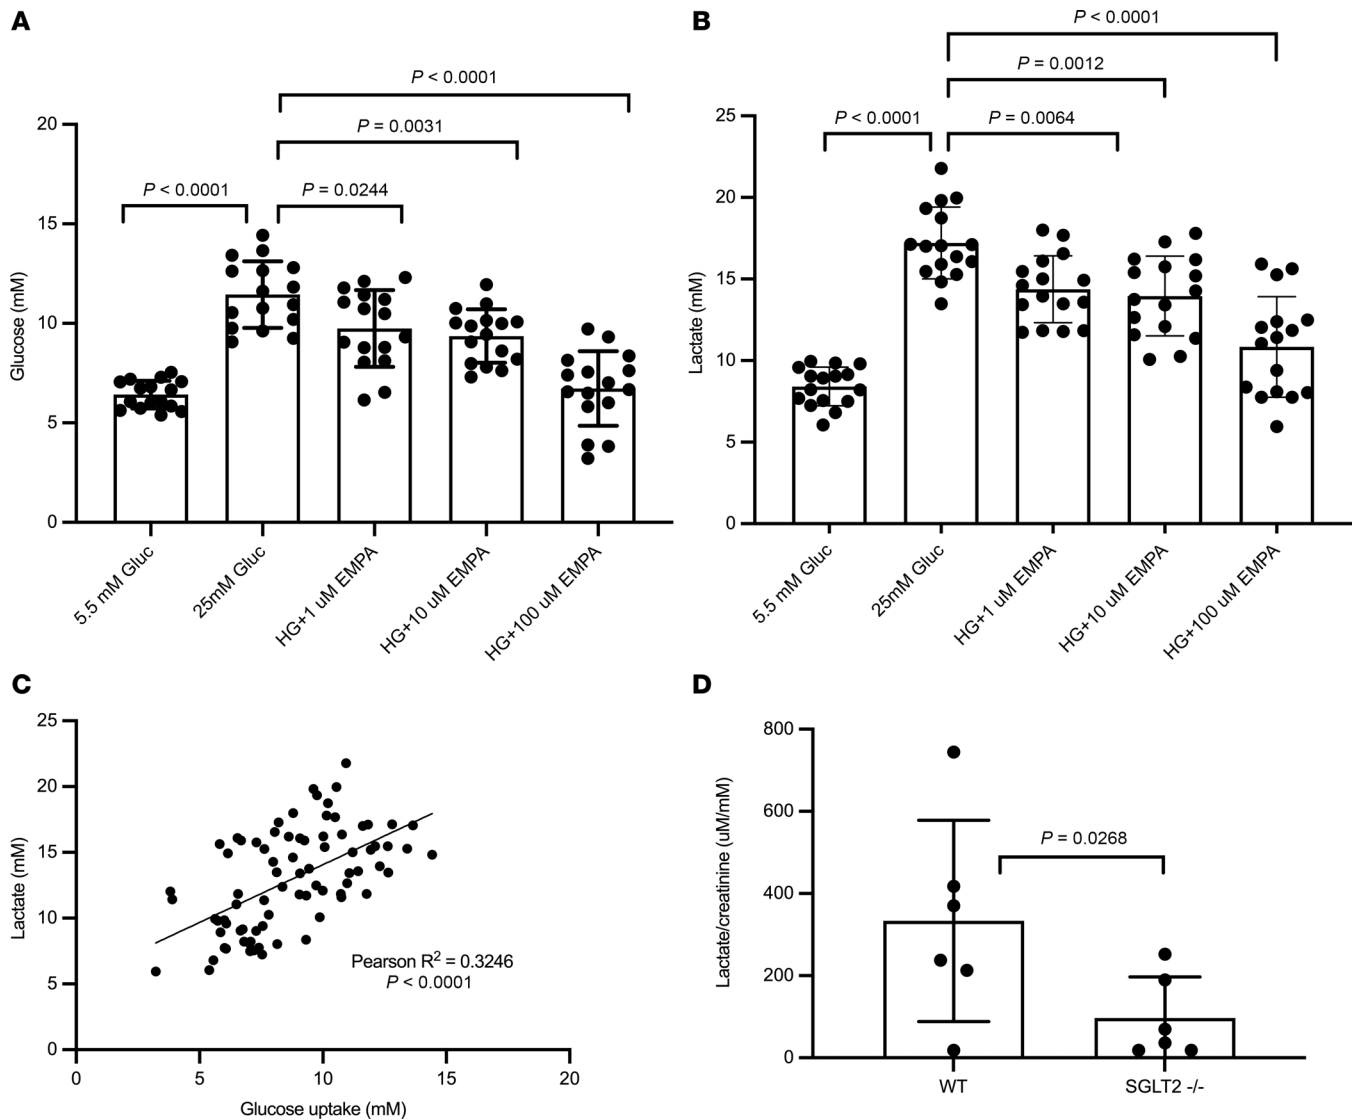 A
P < 0.0001
P = 0.0031
P < 0.0001
P = 0.0244
20
15
10
5
0
Glucose (mM)
5.5 mM Gluc
25mM Gluc
HG+1 uM EMPA
HG+10 uM EMPA
HG+100 uM EMPA
B
P < 0.0001
P = 0.0012
P < 0.0001
P = 0.0064
25
20
15
10
5
0
Lactate (mM)
5.5 mM Gluc
25mM Gluc
HG+1 uM EMPA
HG+10 uM EMPA
HG+100 uM EMPA
C
25
20
15
10
5
0
Lactate (mM)
Pearson R² = 0.3246
P < 0.0001
0 5 10 15 20
Glucose uptake (mM)
D
800
600
400
200
0
Lactate/creatinine (uM/mM)
P = 0.0268
WT SGLT2 -/-